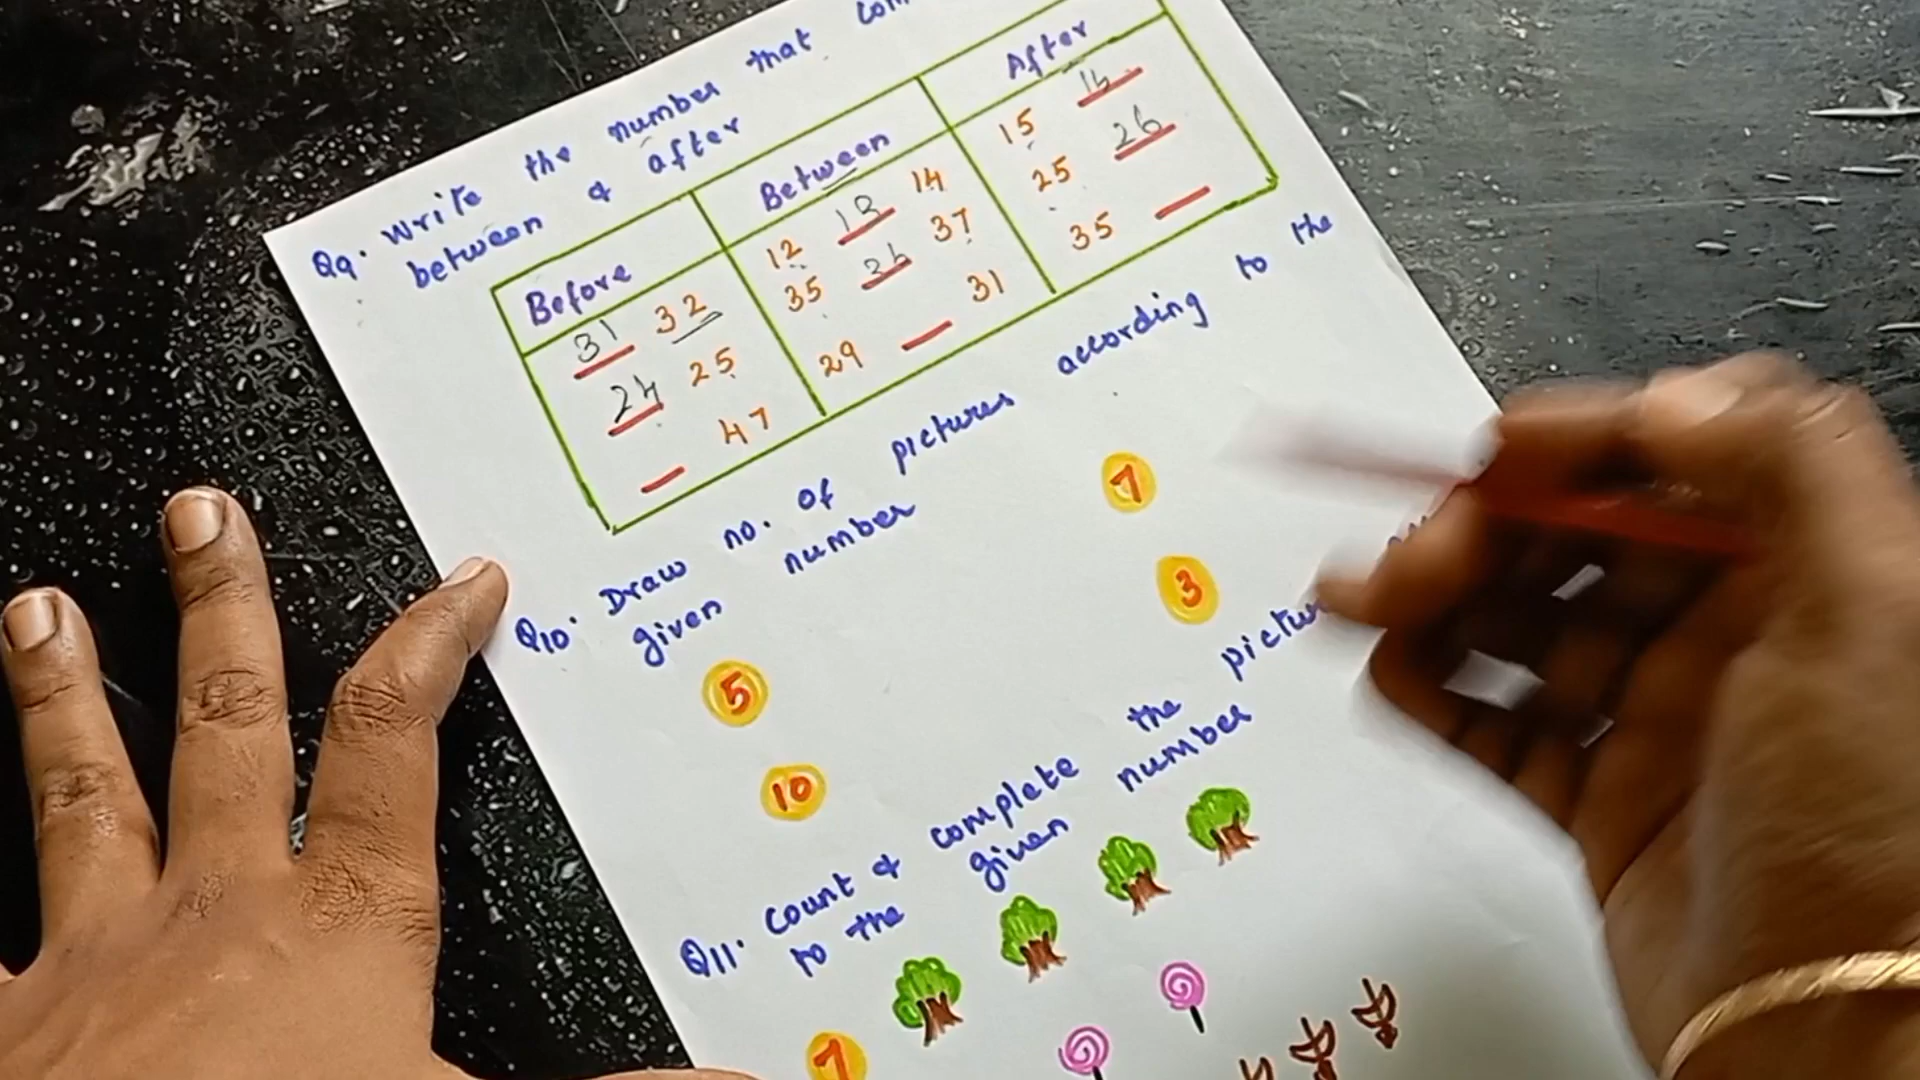 Q9. Write the number that
between & after
Before Between After
31 32 12 13 14 15 16
24 25 35 36 37 25 26
47 29 31 35
Q10. Draw no. of pictures according to the
given number
5 7
10 3
Q11. Count & complete the
to the given number
7